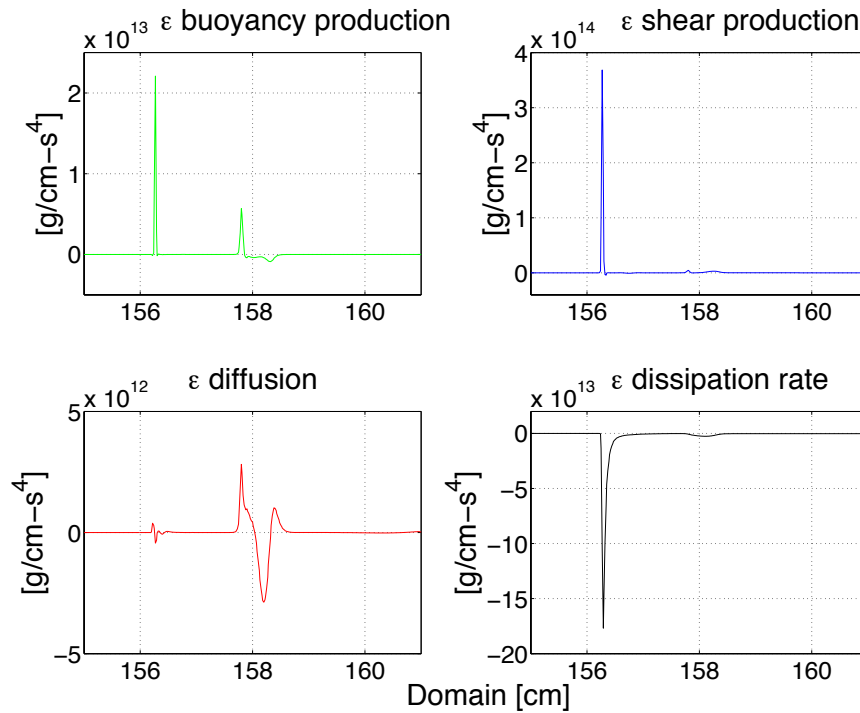 ε buoyancy production
x 10^13
[g/cm−s^4]
2
1
0
156 158 160
ε shear production
x 10^14
[g/cm−s^4]
4
3
2
1
0
156 158 160
ε diffusion
x 10^12
[g/cm−s^4]
5
0
−5
156 158 160
ε dissipation rate
x 10^13
[g/cm−s^4]
0
−5
−10
−15
−20
156 158 160
Domain [cm]